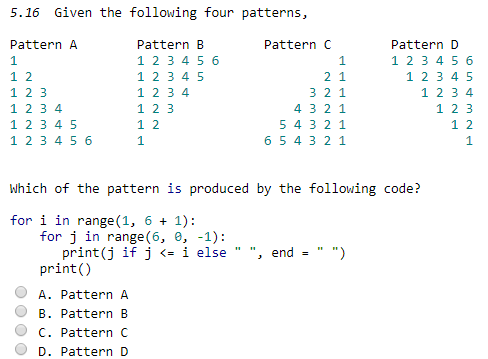 5.16 Given the following four patterns,
Pattern A Pattern B Pattern C Pattern D
1 1 2 3 4 5 6 1 1 2 3 4 5 6
1 2 1 2 3 4 5 2 1 1 2 3 4 5
1 2 3 1 2 3 4 3 2 1 1 2 3 4
1 2 3 4 1 2 3 4 3 2 1 1 2 3
1 2 3 4 5 1 2 5 4 3 2 1 1 2
1 2 3 4 5 6 1 6 5 4 3 2 1 1
Which of the pattern is produced by the following code?
for i in range(1, 6 + 1):
    for j in range(6, 0, -1):
        print(j if j <= i else " ", end = " ")
    print()
A. Pattern A
B. Pattern B
C. Pattern C
D. Pattern D